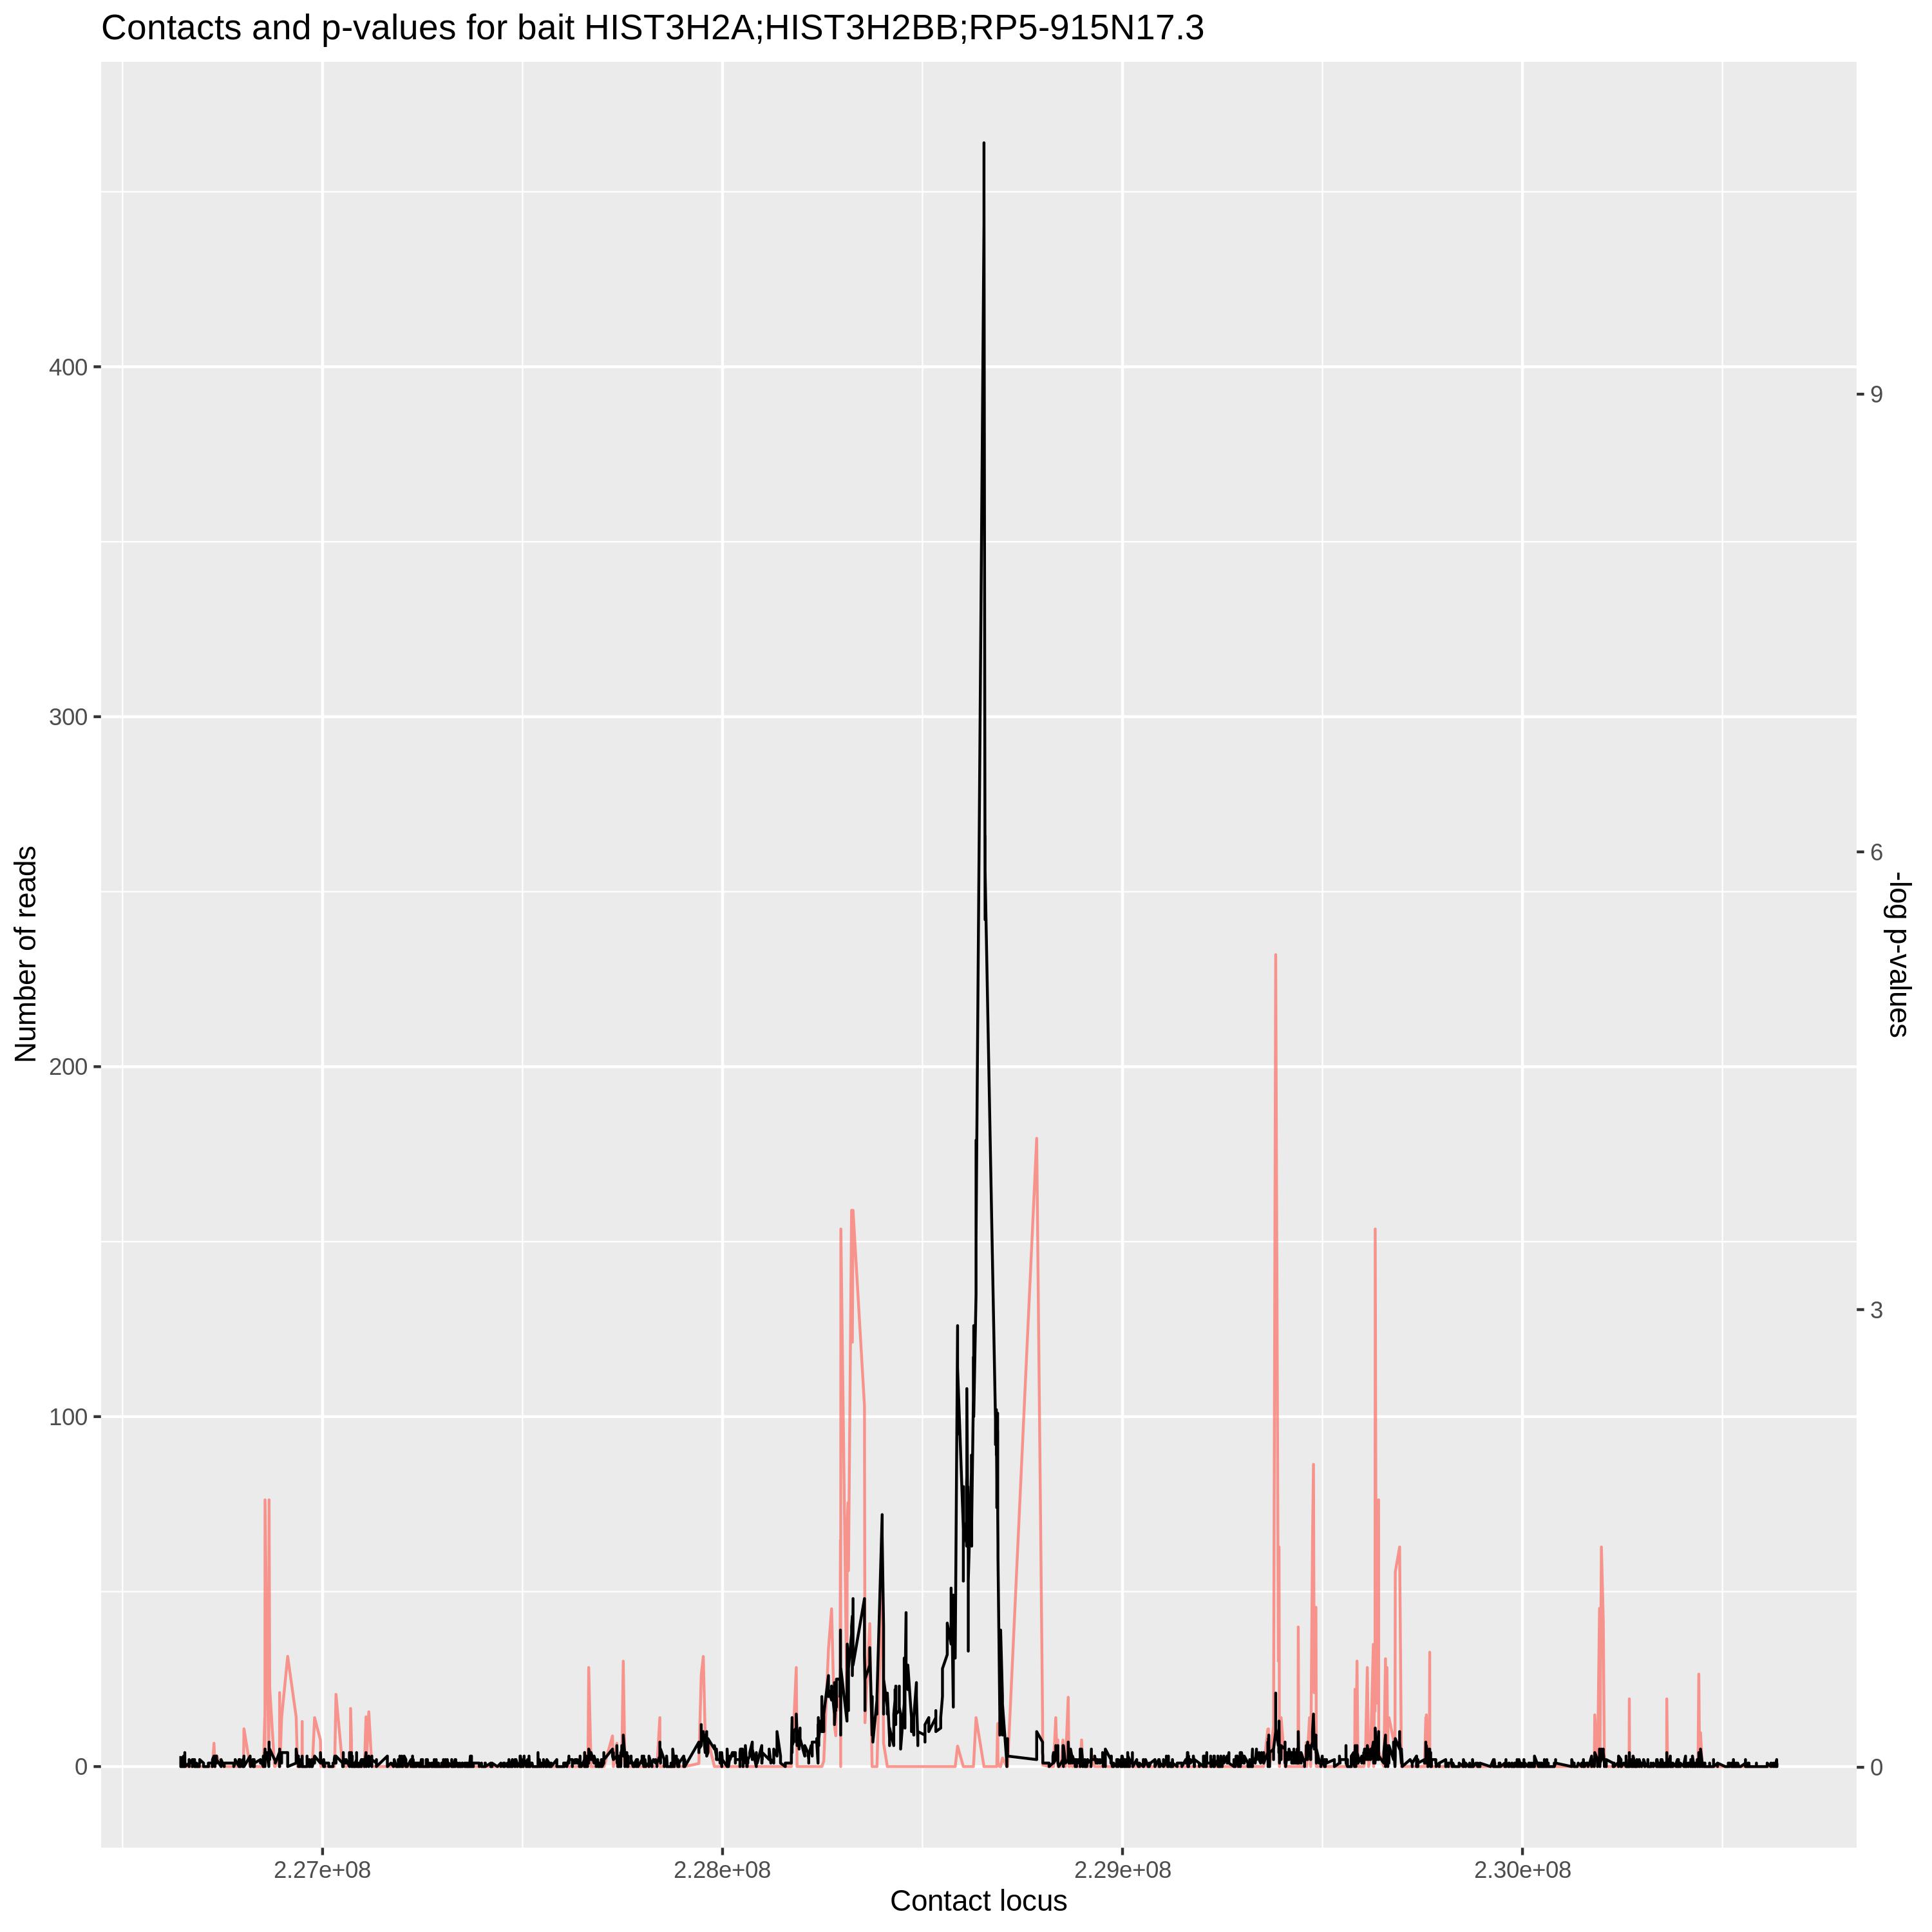 Contacts and p-values for bait HIST3H2A;HIST3H2BB;RP5-915N17.3
Number of reads
400
300
200
100
0
9
6
3
0
-log p-values
2.27e+08
2.28e+08
2.29e+08
2.30e+08
Contact locus